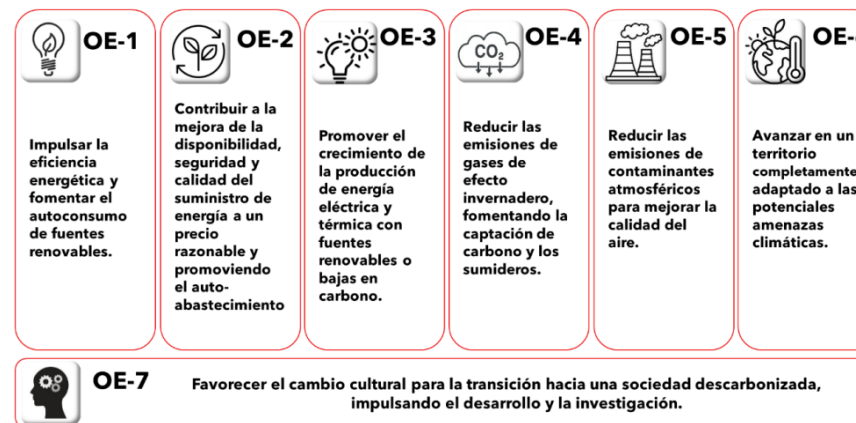 OE-1
Impulsar la
eficiencia
energética y
fomentar el
autoconsumo
de fuentes
renovables.
OE-2
Contribuir a la
mejora de la
disponibilidad,
seguridad y
calidad del
suministro de
energía a un
precio
razonable y
promoviendo
el auto-
abastecimiento
OE-3
Promover el
crecimiento de
la producción
de energía
eléctrica y
térmica con
fuentes
renovables o
bajas en
carbono.
OE-4
CO₂
Reducir las
emisiones de
gases de
efecto
invernadero,
fomentando la
captación de
carbono y los
sumideros.
OE-5
Reducir las
emisiones de
contaminantes
atmosféricos
para mejorar la
calidad del
aire.
Avanzar en un
territorio
completamente
adaptado a las
potenciales
amenazas
climáticas.
OE-7
Favorecer el cambio cultural para la transición hacia una sociedad descarbonizada,
impulsando el desarrollo y la investigación.